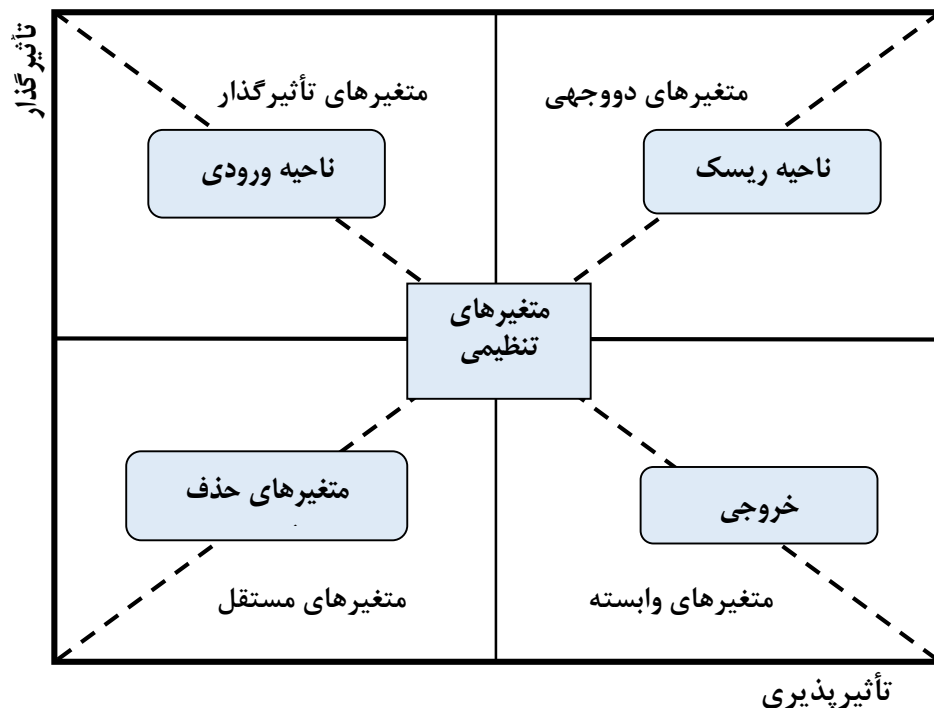 تأثیرگذار
متغیرهای دووجهی
متغیرهای تأثیرگذار
ناحیه ریسک
ناحیه ورودی
متغیرهای
تنظیمی
متغیرهای حذف
خروجی
متغیرهای وابسته
متغیرهای مستقل
تأثیرپذیری